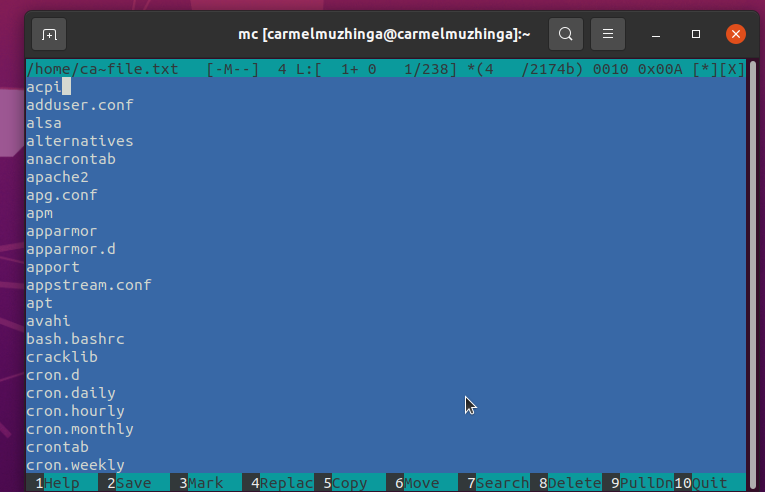 mc [carmelmuzhinga@carmelmuzhinga]:~
/home/ca~file.txt   [-M--]  4 L:[  1+ 0   1/238] *(4   /2174b) 0010 0x00A [*][X]
acpi
adduser.conf
alsa
alternatives
anacrontab
apache2
apg.conf
apm
apparmor
apparmor.d
apport
appstream.conf
apt
avahi
bash.bashrc
cracklib
cron.d
cron.daily
cron.hourly
cron.monthly
crontab
cron.weekly
1Help  2Save  3Mark  4Replac 5Copy  6Move  7Search 8Delete 9PullDn 10Quit